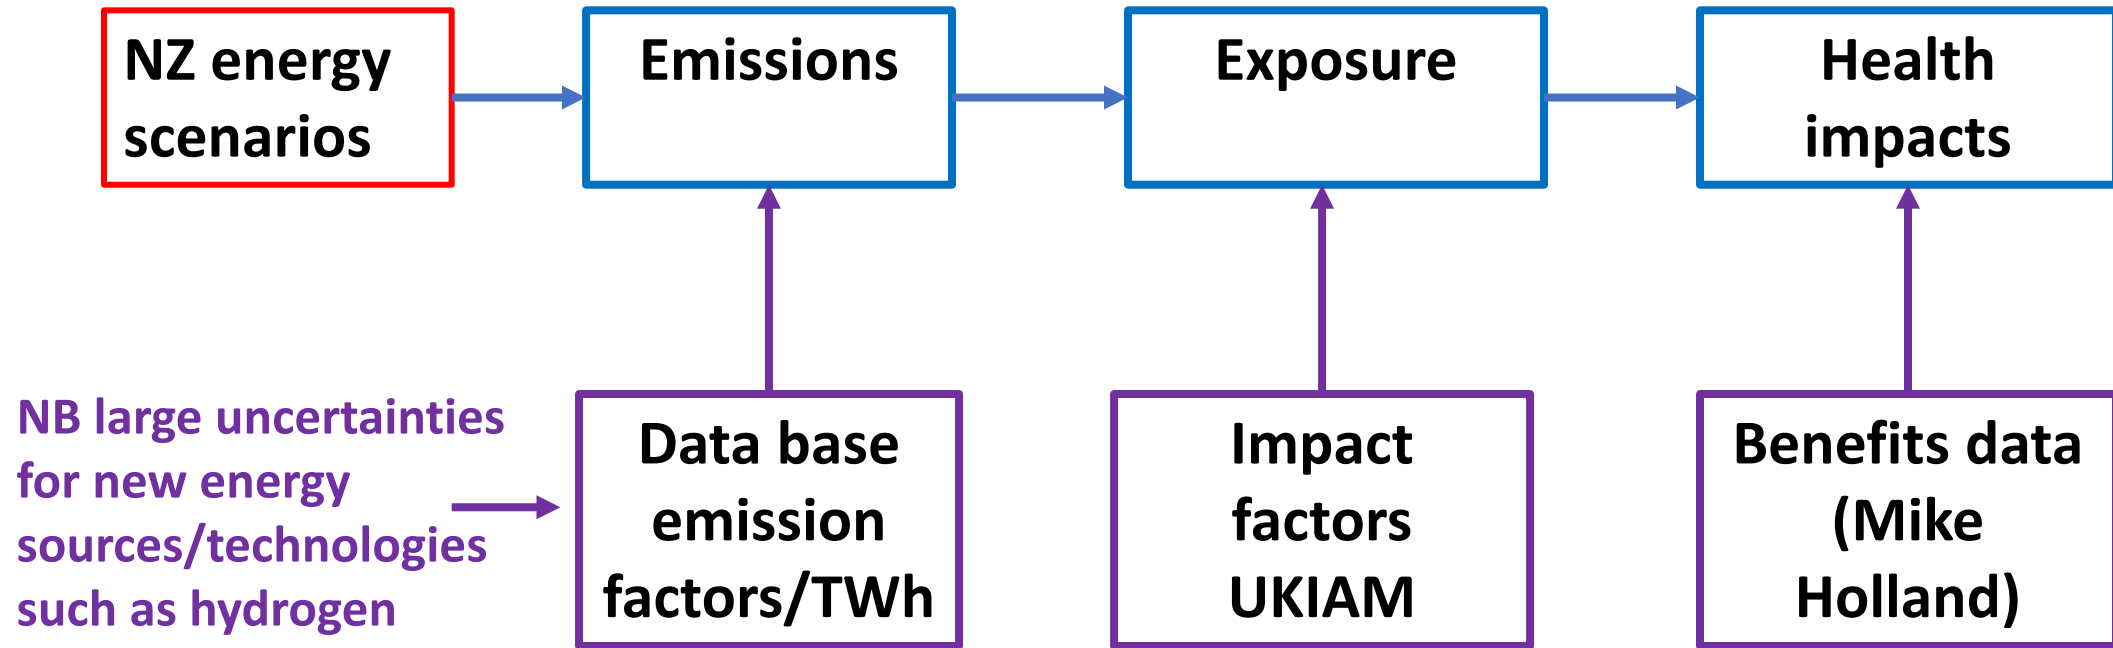 NZ energy
scenarios
Emissions
Exposure
Health
impacts
NB large uncertainties
for new energy
sources/technologies
such as hydrogen
Data base
emission
factors/TWh
Impact
factors
UKIAM
Benefits data
(Mike
Holland)